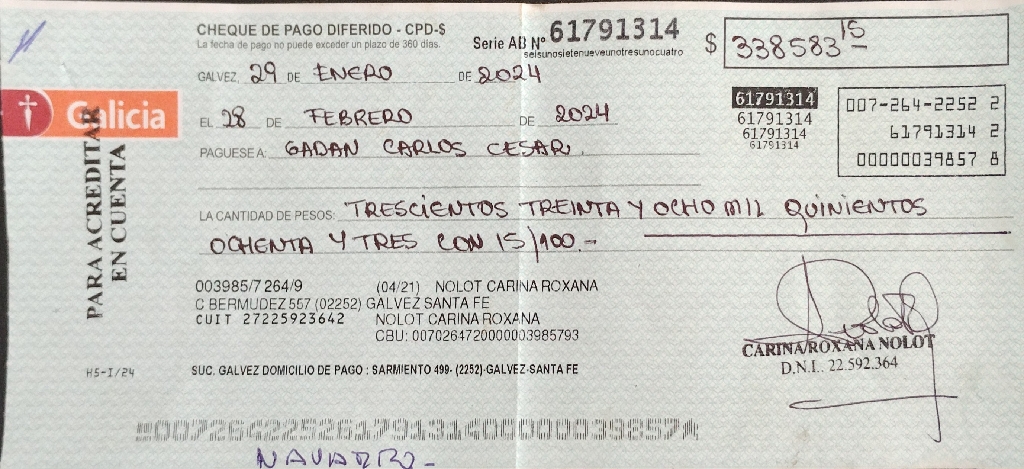 CHEQUE DE PAGO DIFERIDO - CPD-$
La fecha de pago no puede exceder un plazo de 360 días.
Serie AB Nº 61791314
seisunosietenueveunotresunocuatro
$ 338583 15
GALVEZ, 29 DE ENERO DE 2024
EL 28 DE FEBRERO DE 2024
PAGUESE A: GADAN CARLOS CESAR.
61791314
61791314
61791314
61791314
007-264-2252 2
61791314 2
00000039857 8
Galicia
PARA ACREDITAR
EN CUENTA
LA CANTIDAD DE PESOS: TRESCIENTOS TREINTA Y OCHO MIL QUINIENTOS
OCHENTA Y TRES CON 15/100.-
003985/7 264/9 (04/21) NOLOT CARINA ROXANA
C BERMUDEZ 557 (02252) GALVEZ SANTA FE
CUIT 27225923642 NOLOT CARINA ROXANA
CBU: 0070264720000003985793
CARINA ROXANA NOLOT
D.N.I.. 22.592.364
HS-I/24
SUC. GALVEZ DOMICILIO DE PAGO : SARMIENTO 499- (2252)-GALVEZ-SANTA FE
00726422526179131400000039857
NAVARRO-